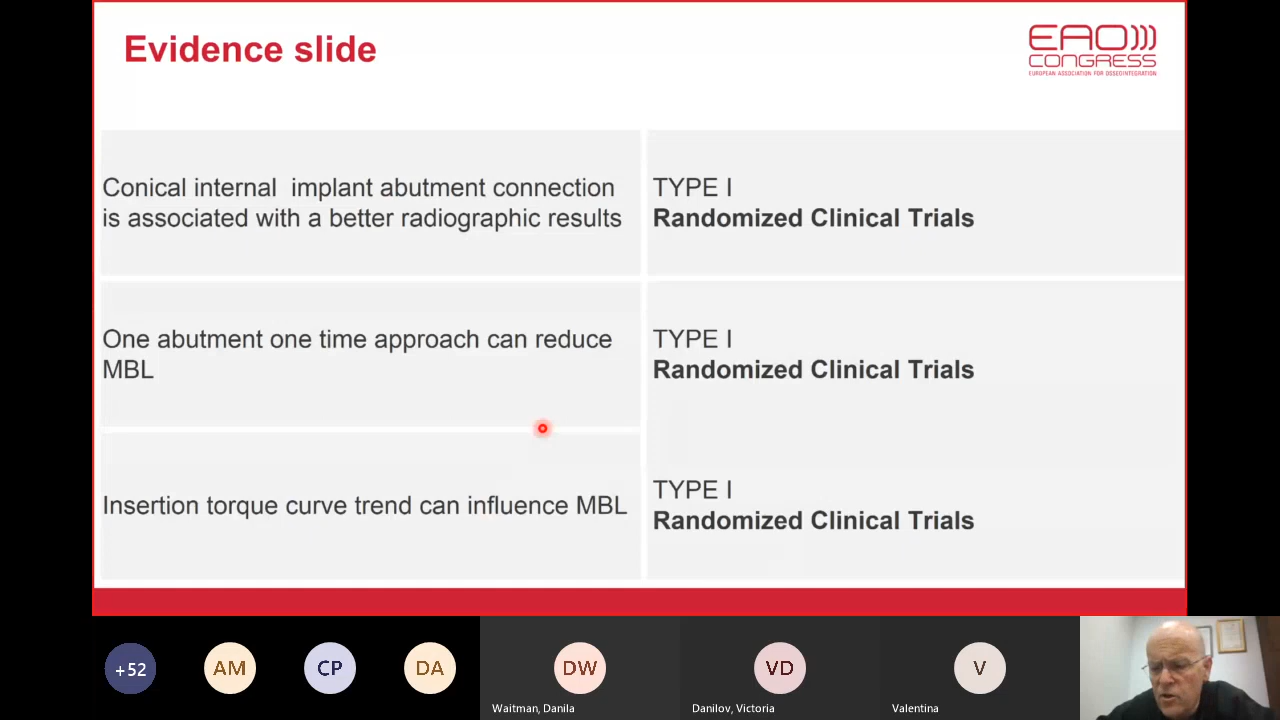 Evidence slide
EAO)))
CONGRESS
EUROPEAN ASSOCIATION FOR OSSEOINTEGRATION
Conical internal  implant abutment connection
is associated with a better radiographic results
TYPE I
Randomized Clinical Trials
One abutment one time approach can reduce
MBL
TYPE I
Randomized Clinical Trials
Insertion torque curve trend can influence MBL
TYPE I
Randomized Clinical Trials
+52
AM
CP
DA
DW
VD
V
Waitman, Danila
Danilov, Victoria
Valentina